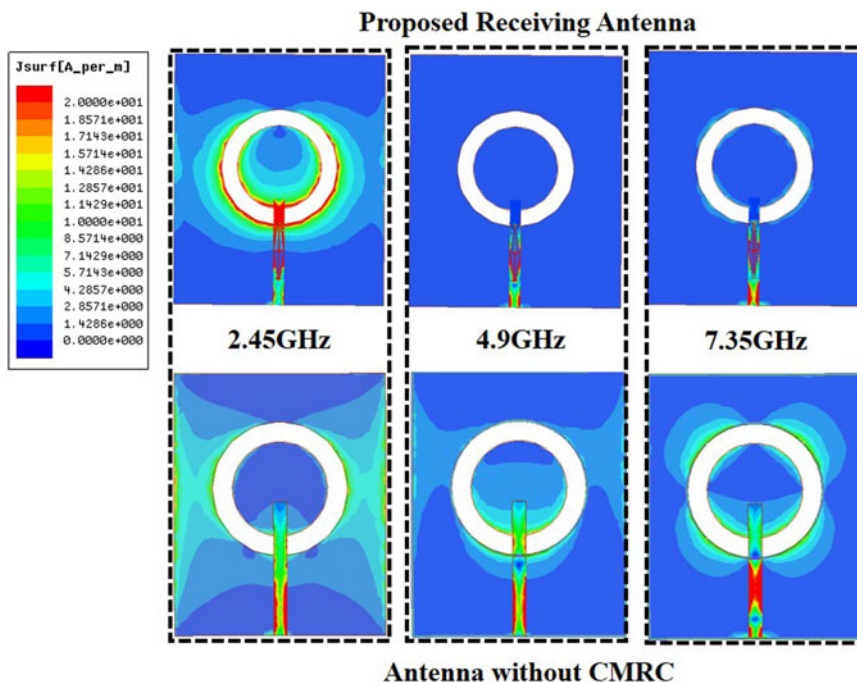 Proposed Receiving Antenna
Jsurf[A_per_m]
2.0000e+001
1.8571e+001
1.7143e+001
1.5714e+001
1.4286e+001
1.2857e+001
1.1429e+001
1.0000e+001
8.5714e+000
7.1429e+000
5.7143e+000
4.2857e+000
2.8571e+000
1.4286e+000
0.0000e+000
2.45GHz
4.9GHz
7.35GHz
Antenna without CMRC